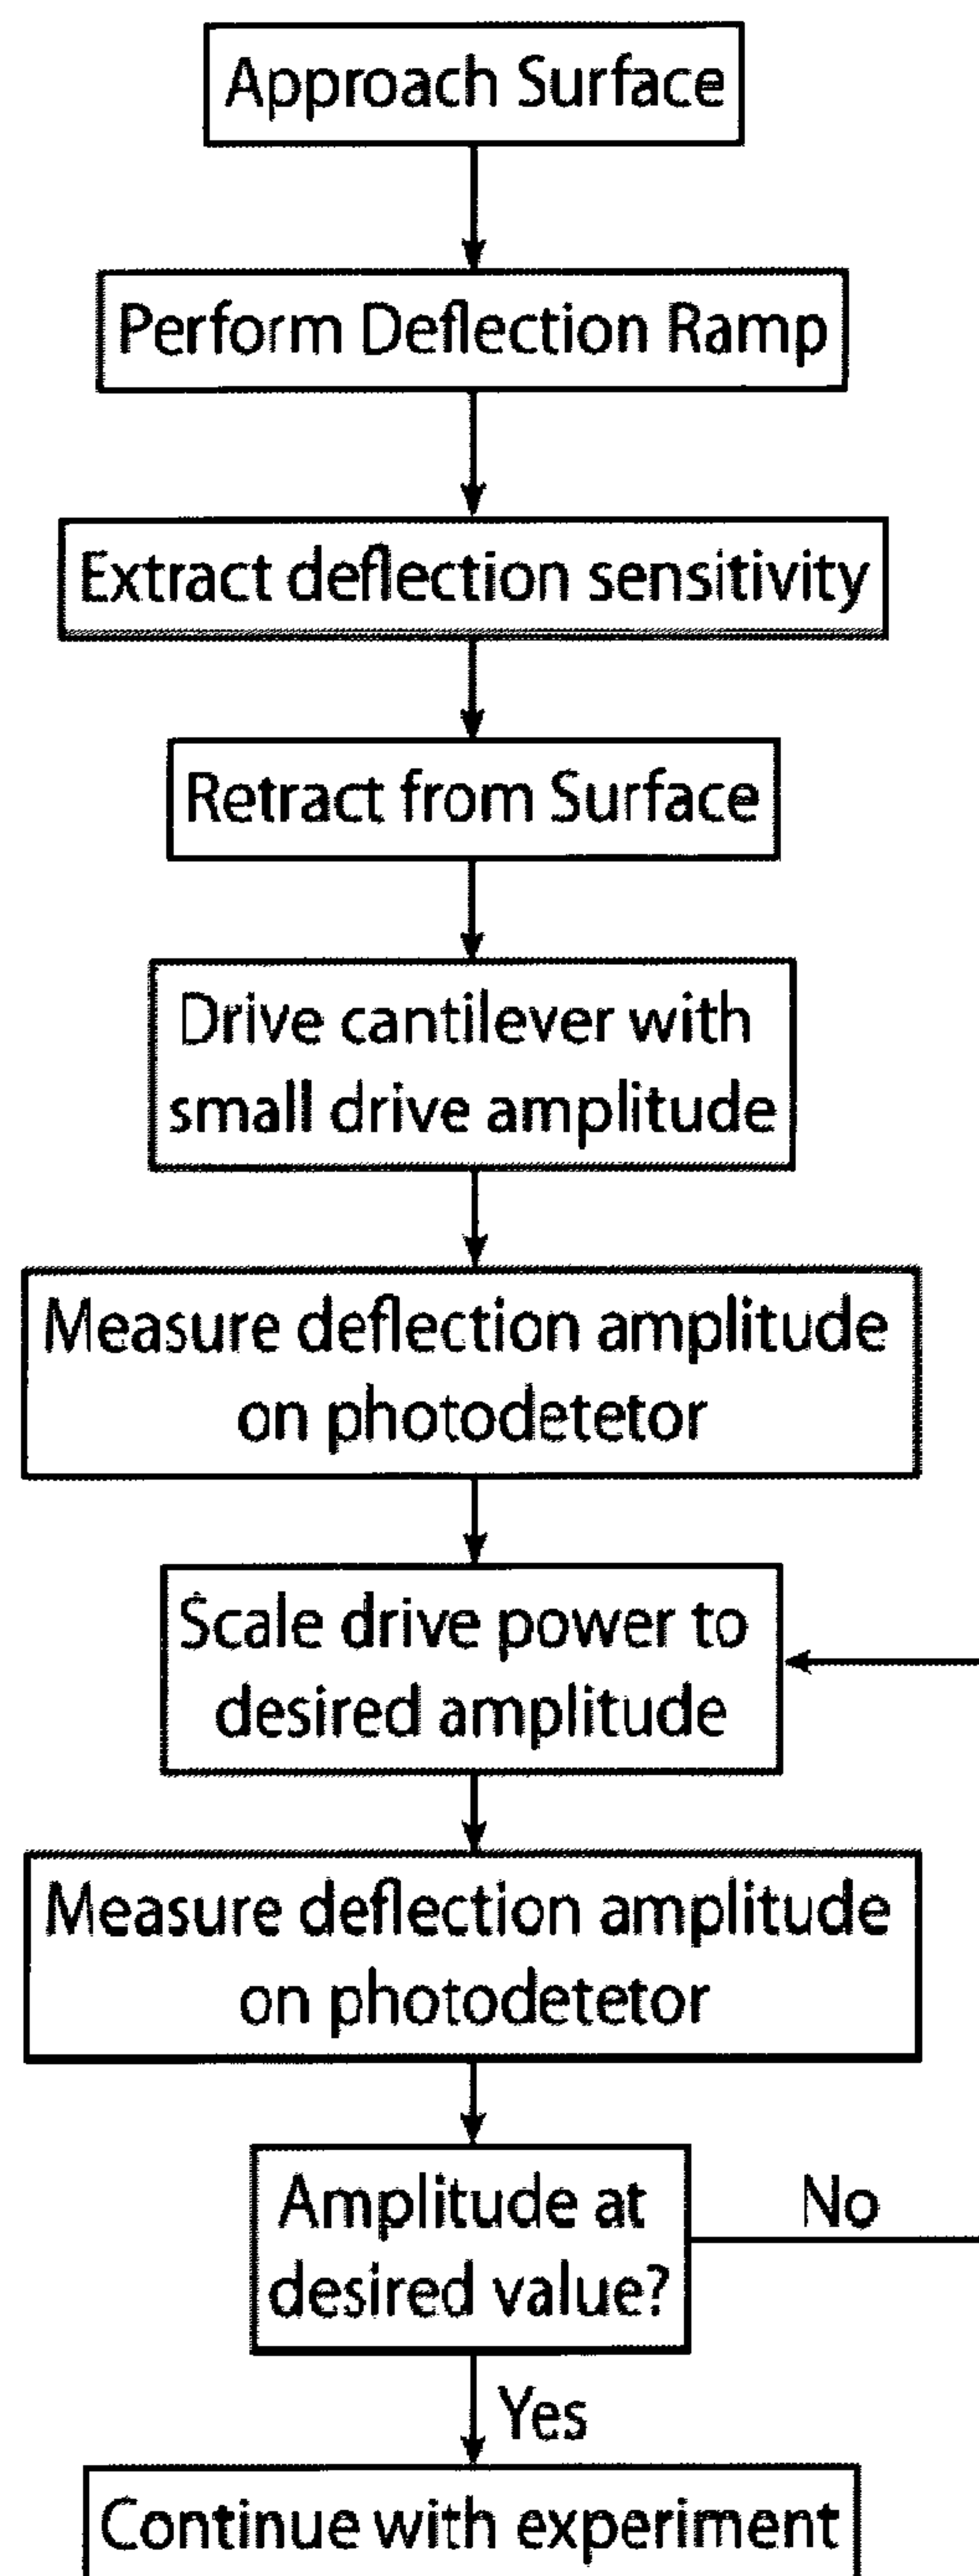 Approach Surface
Perform Deflection Ramp
Extract deflection sensitivity
Retract from Surface
Drive cantilever with
small drive amplitude
Measure deflection amplitude
on photodetetor
Scale drive power to
desired amplitude
Measure deflection amplitude
on photodetetor
Amplitude at
desired value?
No
Yes
Continue with experiment